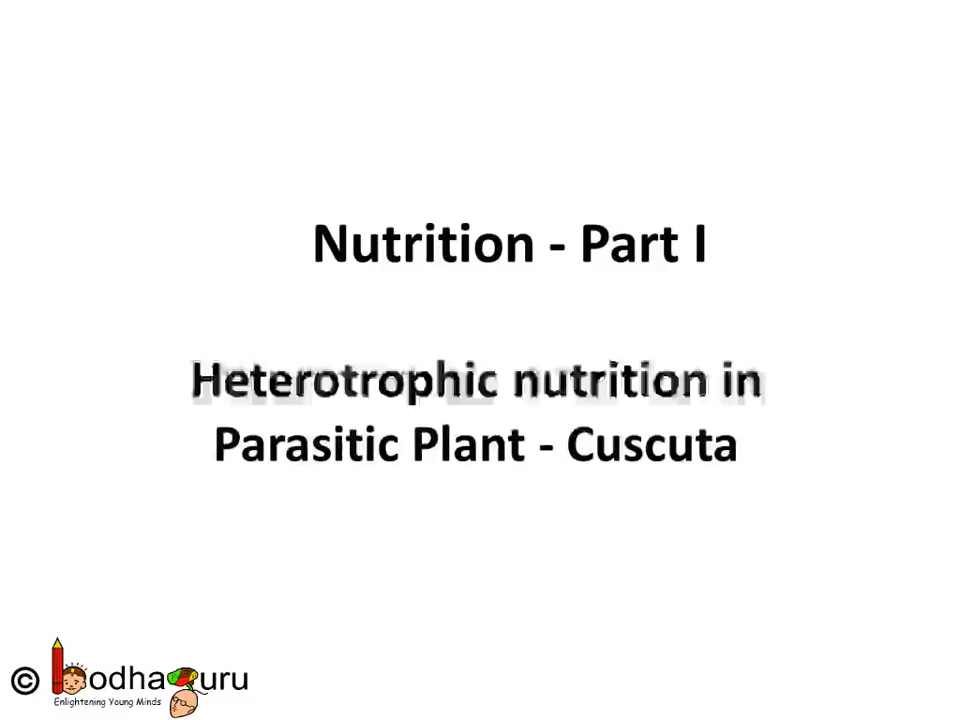 Nutrition - Part I
Heterotrophic nutrition in
Parasitic Plant - Cuscuta
© bodhaguru
Enlightening Young Minds